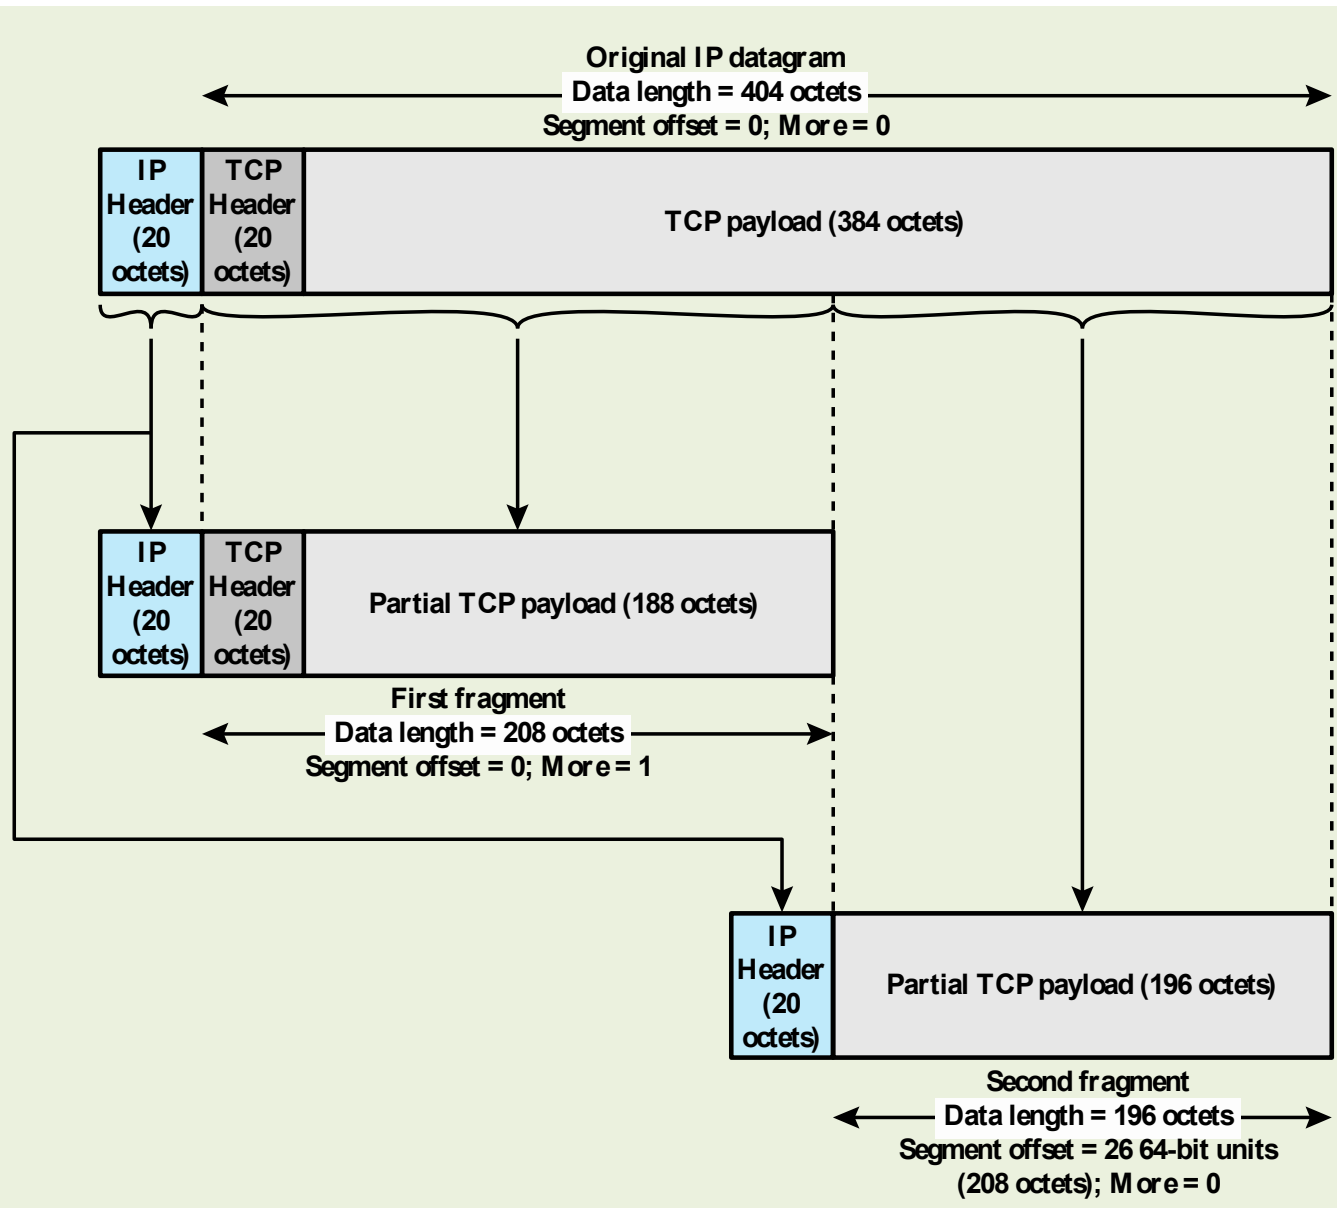 Original IP datagram
Data length = 404 octets
Segment offset = 0; More = 0
IP
Header
(20
octets)
TCP
Header
(20
octets)
TCP payload (384 octets)
IP
Header
(20
octets)
TCP
Header
(20
octets)
Partial TCP payload (188 octets)
First fragment
Data length = 208 octets
Segment offset = 0; More = 1
IP
Header
(20
octets)
Partial TCP payload (196 octets)
Second fragment
Data length = 196 octets
Segment offset = 26 64-bit units
(208 octets); More = 0